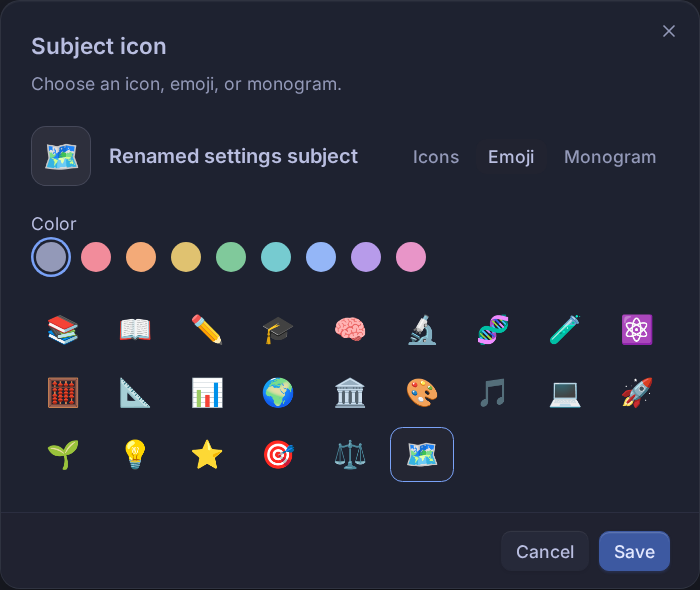 Subject icon
Choose an icon, emoji, or monogram.
Renamed settings subject
Icons
Emoji
Monogram
Color
Cancel
Save